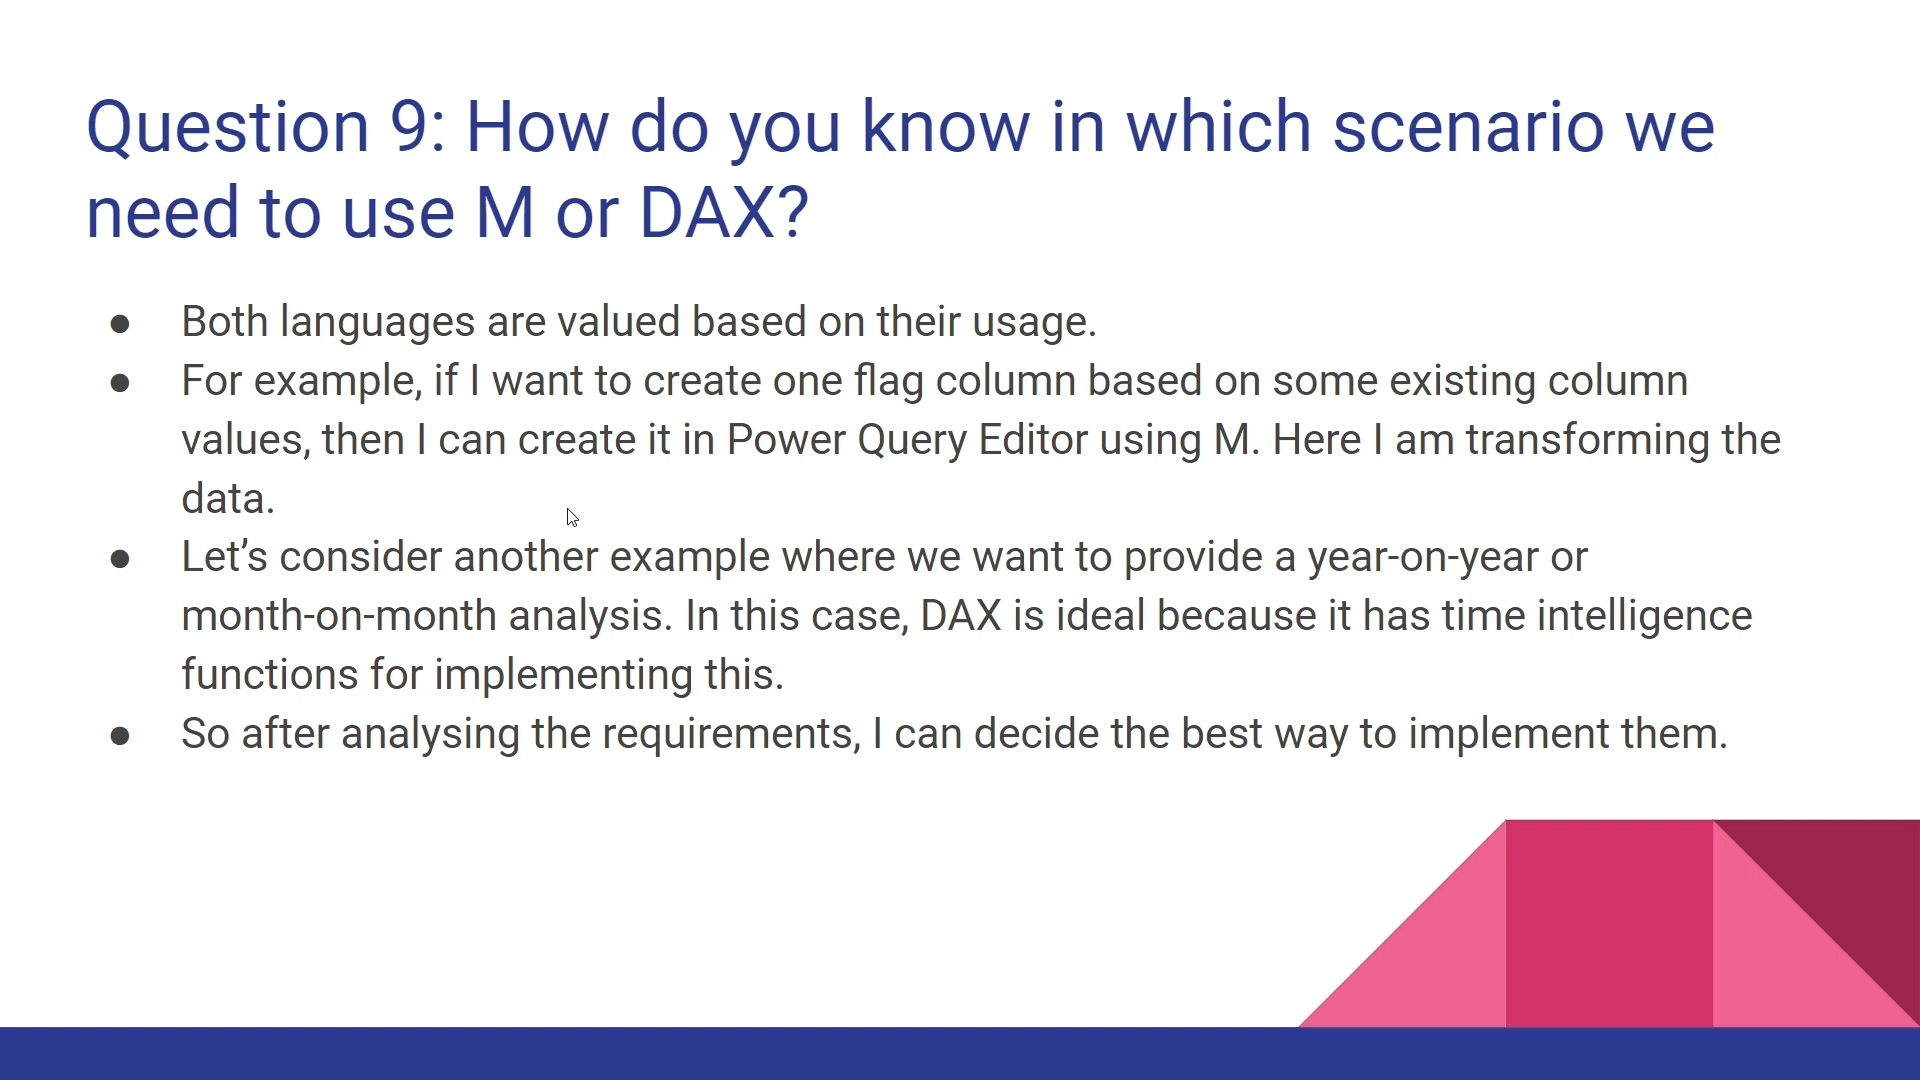 Question 9: How do you know in which scenario we
need to use M or DAX?
● Both languages are valued based on their usage.
● For example, if I want to create one flag column based on some existing column
values, then I can create it in Power Query Editor using M. Here I am transforming the
data.
● Let’s consider another example where we want to provide a year-on-year or
month-on-month analysis. In this case, DAX is ideal because it has time intelligence
functions for implementing this.
● So after analysing the requirements, I can decide the best way to implement them.